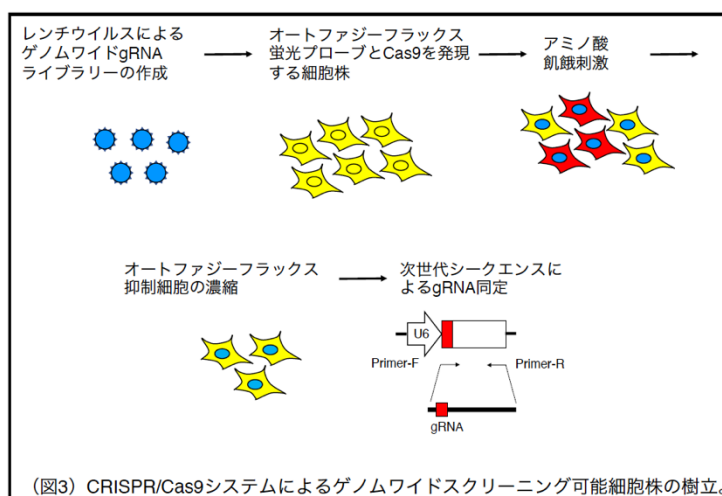 レンチウイルスによる
ゲノムワイドgRNA
ライブラリーの作成
オートファジーフラックス
蛍光プローブとCas9を発現
する細胞株
アミノ酸
飢餓刺激
オートファジーフラックス
抑制細胞の濃縮
次世代シークエンスに
よるgRNA同定
U6
Primer-F
Primer-R
gRNA
（図3）CRISPR/Cas9システムによるゲノムワイドスクリーニング可能細胞株の樹立。